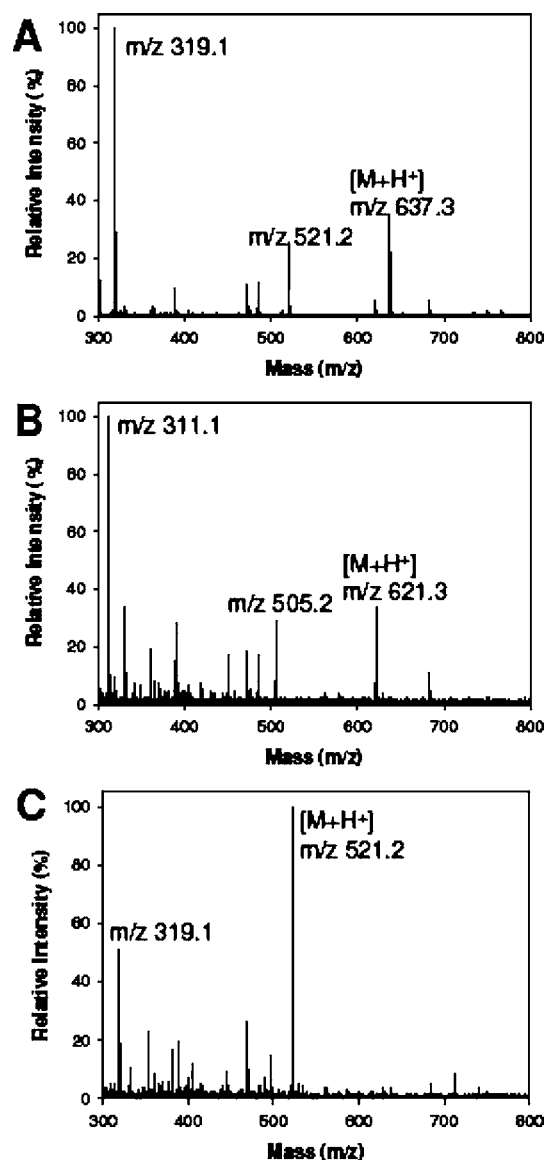 A
m/z 319.1
[M+H⁺]
m/z 637.3
m/z 521.2
Relative Intensity (%)
100
80
60
40
20
0
300 400 500 600 700 800
Mass (m/z)
B
m/z 311.1
[M+H⁺]
m/z 621.3
m/z 505.2
Relative Intensity (%)
100
80
60
40
20
0
300 400 500 600 700 800
Mass (m/z)
C
[M+H⁺]
m/z 521.2
m/z 319.1
Relative Intensity (%)
100
80
60
40
20
0
300 400 500 600 700 800
Mass (m/z)